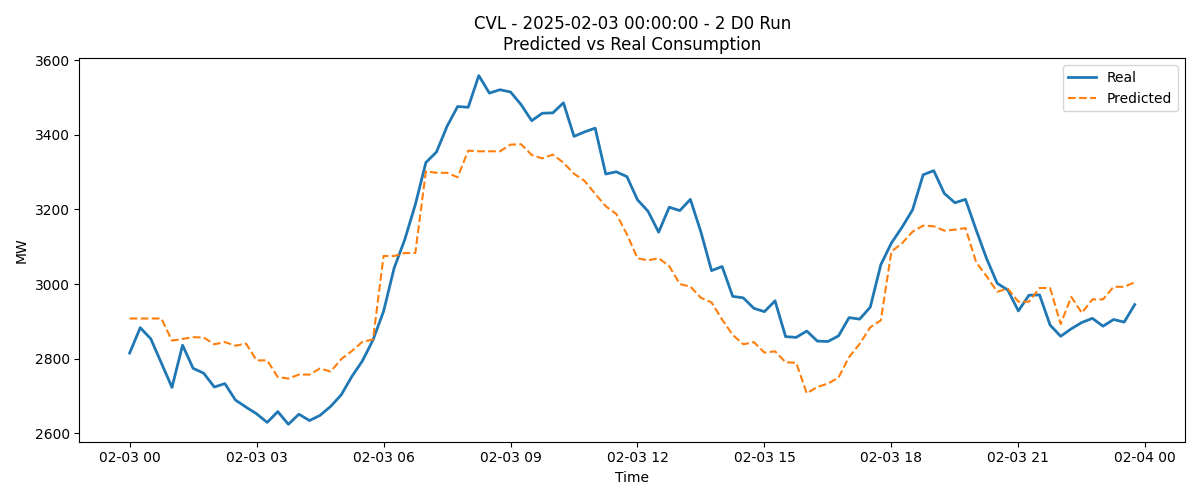 CVL - 2025-02-03 00:00:00 - 2 D0 Run
Predicted vs Real Consumption
Real
Predicted
MW
3600
3400
3200
3000
2800
2600
02-03 00
02-03 03
02-03 06
02-03 09
02-03 12
02-03 15
02-03 18
02-03 21
02-04 00
Time